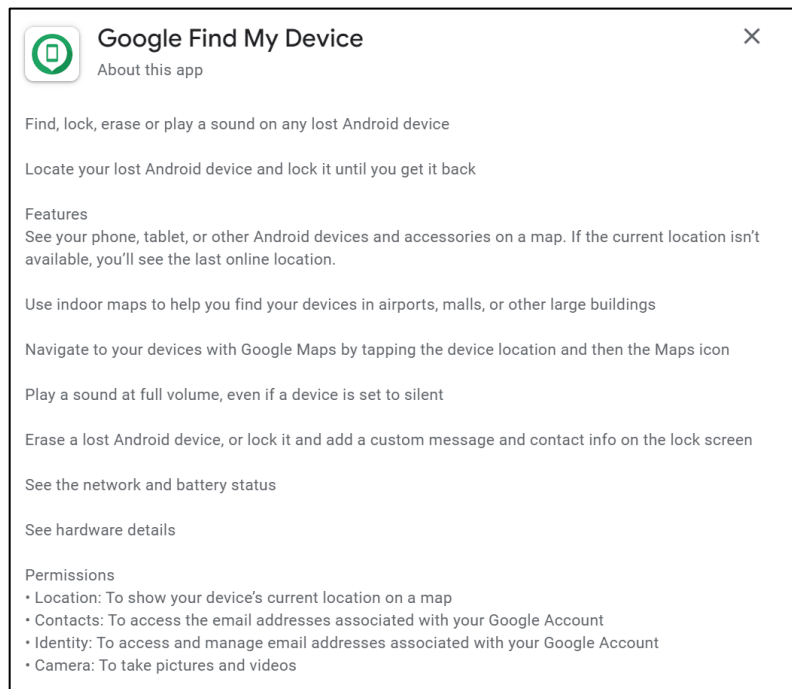 Google Find My Device
About this app
Find, lock, erase or play a sound on any lost Android device
Locate your lost Android device and lock it until you get it back
Features
See your phone, tablet, or other Android devices and accessories on a map. If the current location isn’t
available, you’ll see the last online location.
Use indoor maps to help you find your devices in airports, malls, or other large buildings
Navigate to your devices with Google Maps by tapping the device location and then the Maps icon
Play a sound at full volume, even if a device is set to silent
Erase a lost Android device, or lock it and add a custom message and contact info on the lock screen
See the network and battery status
See hardware details
Permissions
• Location: To show your device’s current location on a map
• Contacts: To access the email addresses associated with your Google Account
• Identity: To access and manage email addresses associated with your Google Account
• Camera: To take pictures and videos